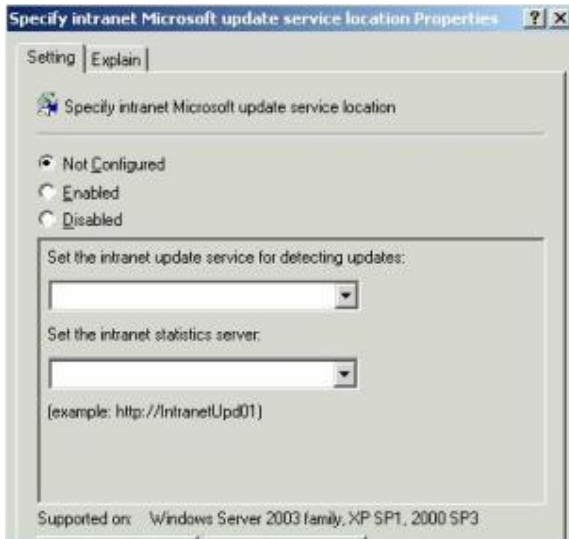 Specify intranet Microsoft update service location Properties
Setting
Explain
Specify intranet Microsoft update service location
Not Configured
Enabled
Disabled
Set the intranet update service for detecting updates:
Set the intranet statistics server:
(example: http://IntranetUpd01)
Supported on: Windows Server 2003 family, XP SP1, 2000 SP3